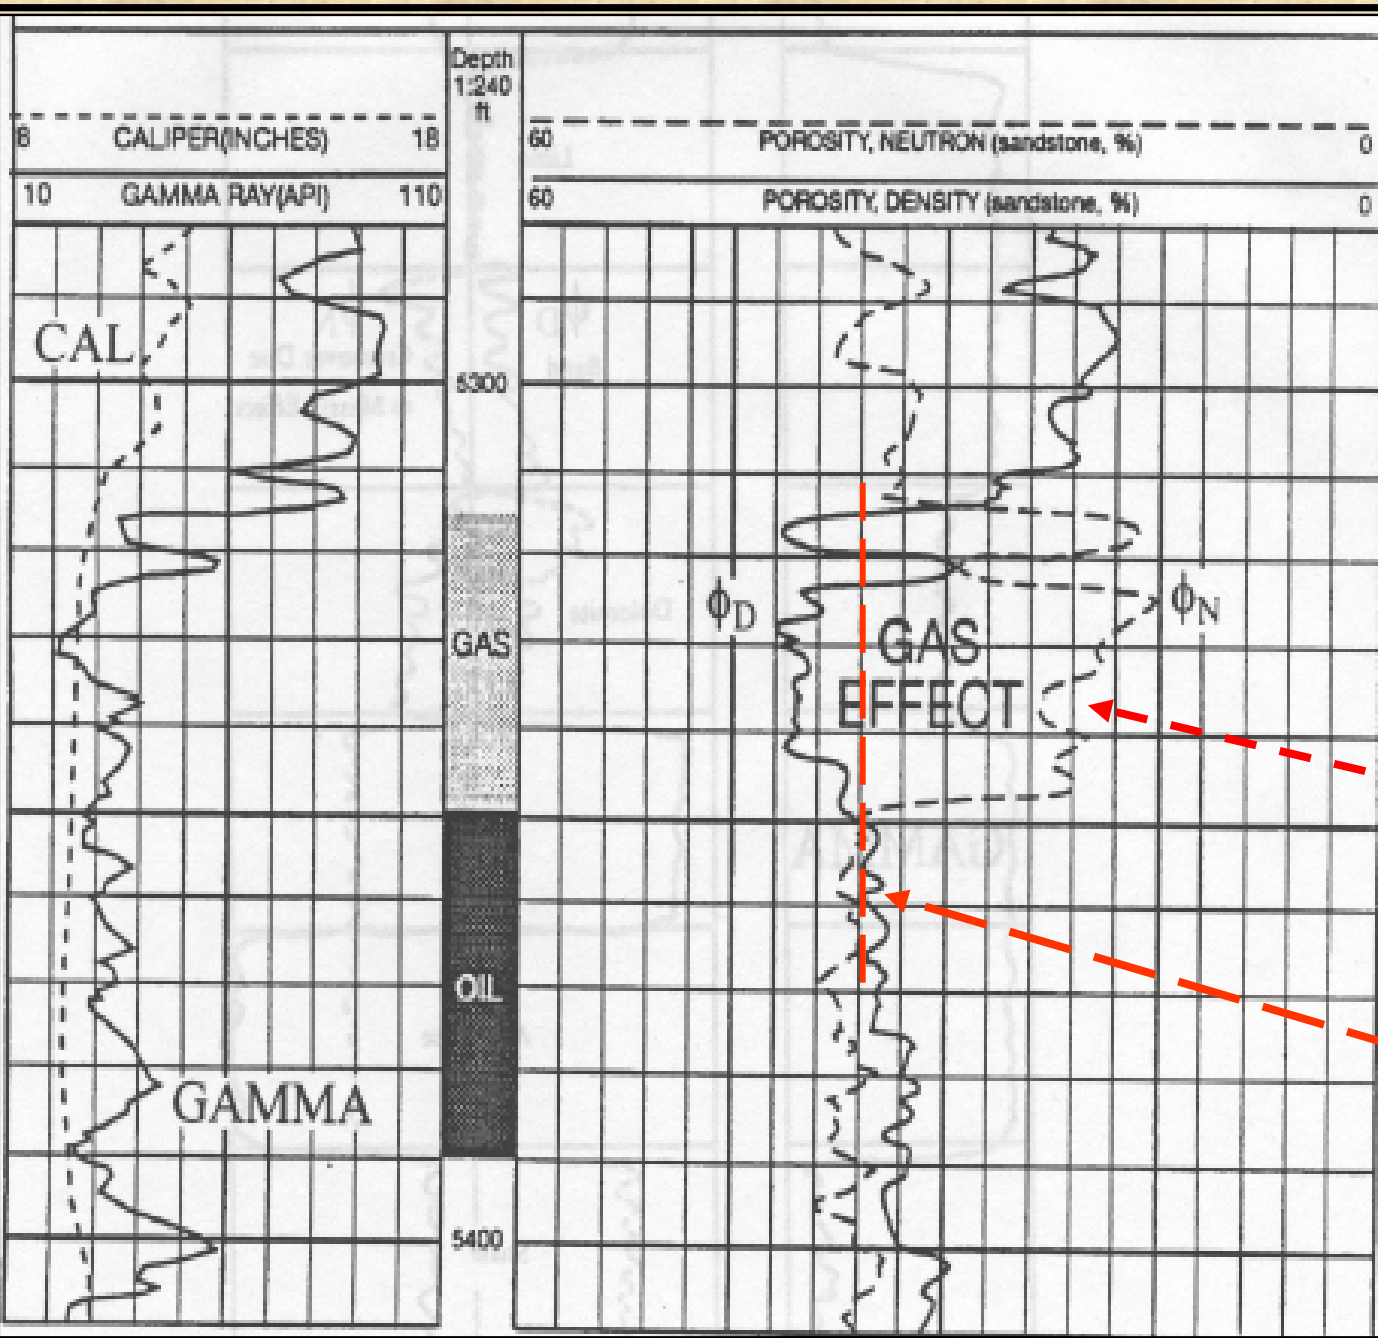 Depth
1:240
ft
8 CALIPER(INCHES) 18
60 POROSITY, NEUTRON (sandstone, %) 0
10 GAMMA RAY(API) 110
60 POROSITY, DENSITY (sandstone, %) 0
CAL
5300
ϕD
ϕN
GAS
GAS
EFFECT
OIL
GAMMA
5400